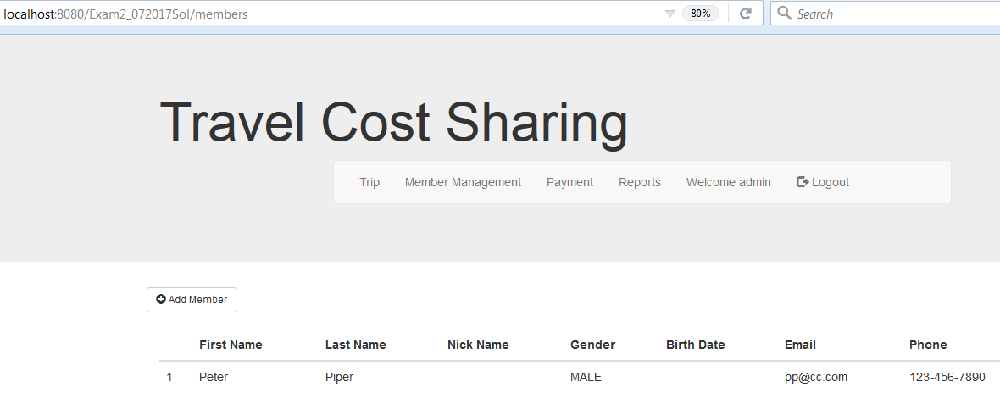 localhost:8080/Exam2_072017Sol/members 80% Search
Travel Cost Sharing
Trip Member Management Payment Reports Welcome admin Logout
Add Member
First Name Last Name Nick Name Gender Birth Date Email Phone
1 Peter Piper MALE pp@cc.com 123-456-7890